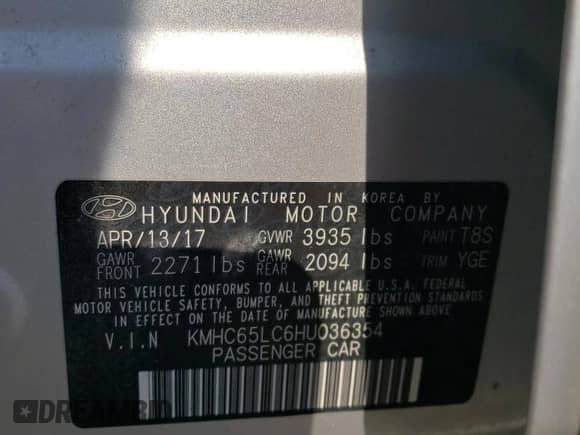 MANUFACTURED IN KOREA BY
HYUNDAI MOTOR COMPANY
APR/13/17 GVWR 3935 lbs PAINT T8S
GAWR FRONT 2271 lbs GAWR REAR 2094 lbs TRIM YGE
THIS VEHICLE CONFORMS TO ALL APPLICABLE U.S.A. FEDERAL
MOTOR VEHICLE SAFETY, BUMPER, AND THEFT PREVENTION STANDARDS
IN EFFECT ON THE DATE OF MANUFACTURE SHOWN ABOVE.
V.I.N KMHC65LC6HU036354
PASSENGER CAR
DREAMBID